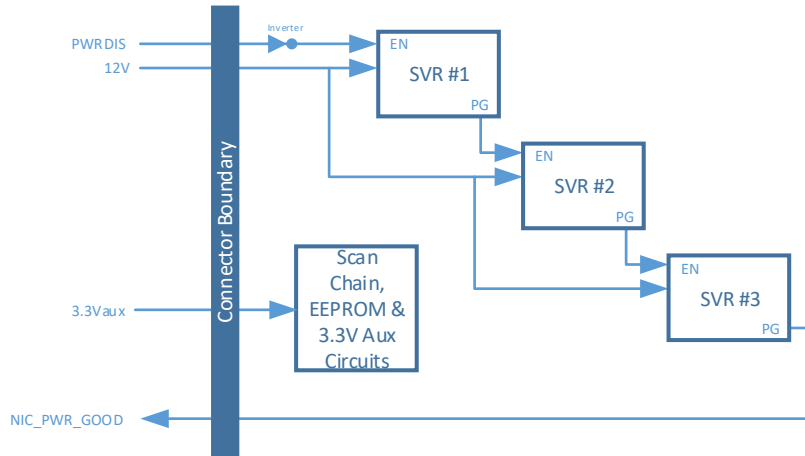 Inverter
PWRDIS
EN
12V
SVR #1
PG
EN
SVR #2
PG
Connector Boundary
Scan
Chain,
EEPROM &
3.3V Aux
Circuits
EN
SVR #3
3.3Vaux
PG
NIC_PWR_GOOD